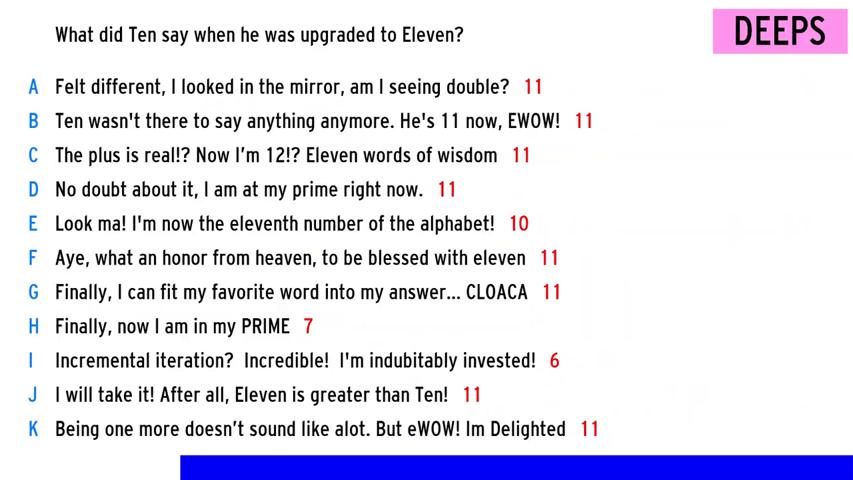 What did Ten say when he was upgraded to Eleven?
DEEPS
A Felt different, I looked in the mirror, am I seeing double? 11
B Ten wasn't there to say anything anymore. He's 11 now, EWOW! 11
C The plus is real!? Now I'm 12!? Eleven words of wisdom 11
D No doubt about it, I am at my prime right now. 11
E Look ma! I'm now the eleventh number of the alphabet! 10
F Aye, what an honor from heaven, to be blessed with eleven 11
G Finally, I can fit my favorite word into my answer... CLOACA 11
H Finally, now I am in my PRIME 7
I Incremental iteration? Incredible! I'm indubitably invested! 6
J I will take it! After all, Eleven is greater than Ten! 11
K Being one more doesn't sound like alot. But eWOW! Im Delighted 11